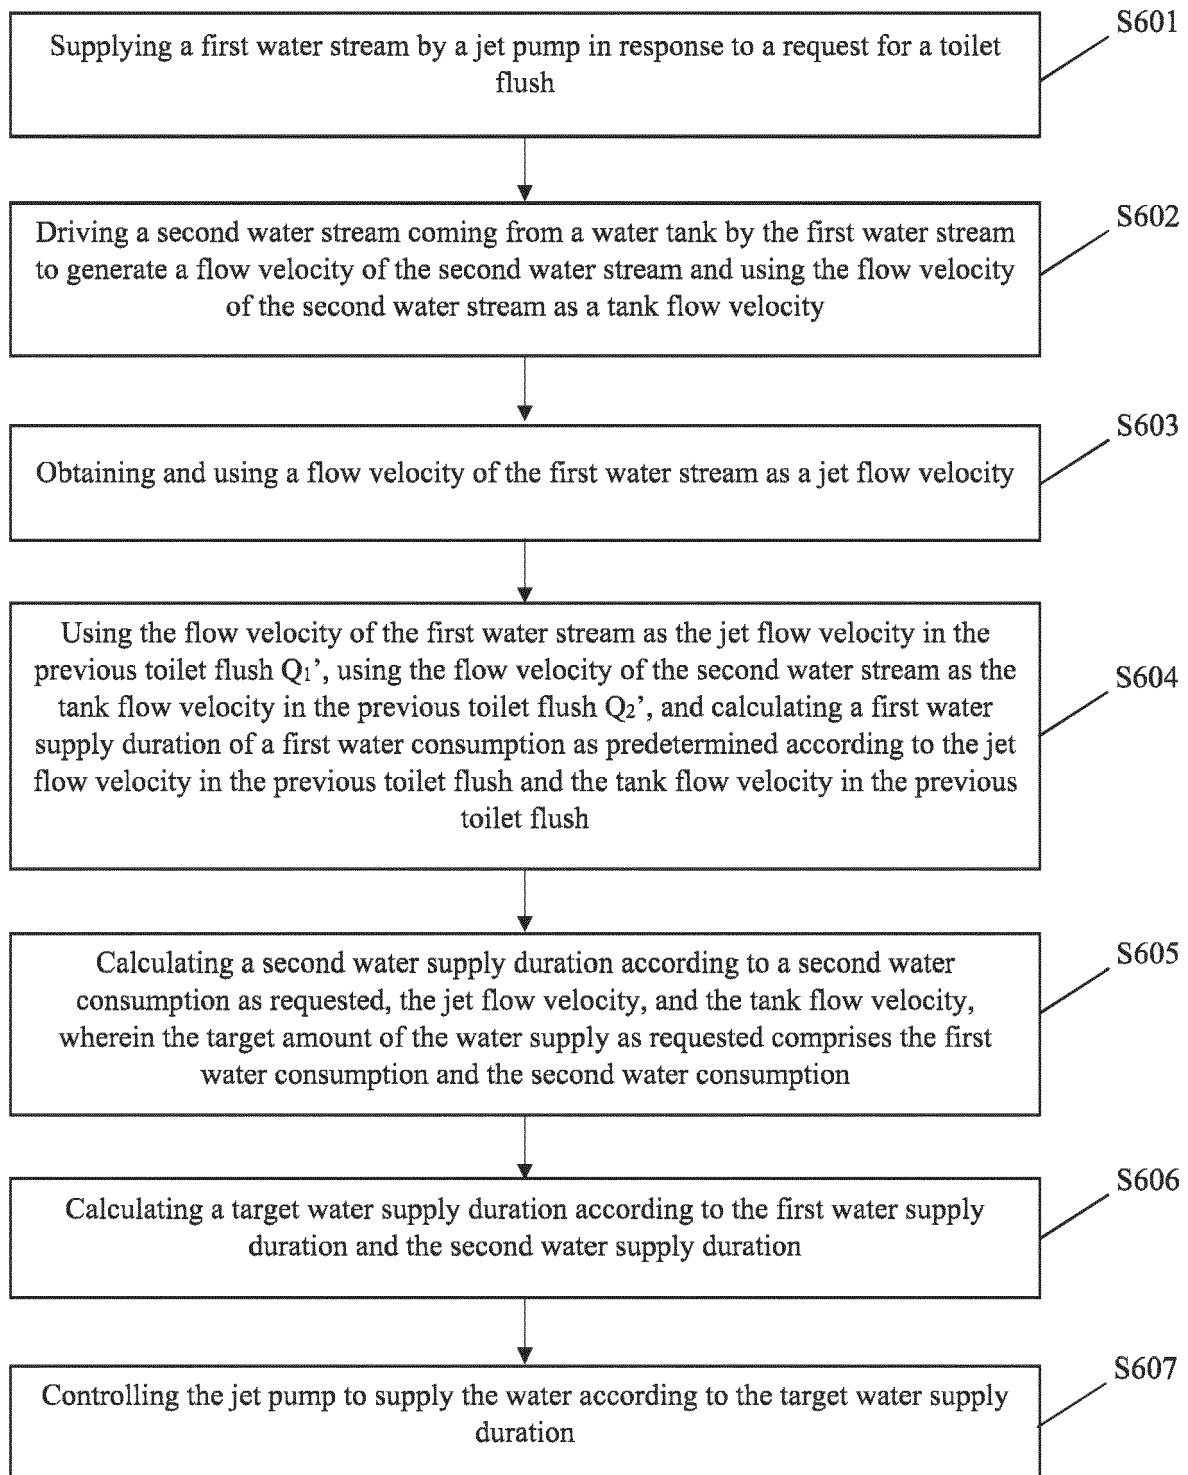 S601
Supplying a first water stream by a jet pump in response to a request for a toilet
flush
S602
Driving a second water stream coming from a water tank by the first water stream
to generate a flow velocity of the second water stream and using the flow velocity
of the second water stream as a tank flow velocity
S603
Obtaining and using a flow velocity of the first water stream as a jet flow velocity
S604
Using the flow velocity of the first water stream as the jet flow velocity in the
previous toilet flush Q₁’, using the flow velocity of the second water stream as the
tank flow velocity in the previous toilet flush Q₂’, and calculating a first water
supply duration of a first water consumption as predetermined according to the jet
flow velocity in the previous toilet flush and the tank flow velocity in the previous
toilet flush
S605
Calculating a second water supply duration according to a second water
consumption as requested, the jet flow velocity, and the tank flow velocity,
wherein the target amount of the water supply as requested comprises the first
water consumption and the second water consumption
S606
Calculating a target water supply duration according to the first water supply
duration and the second water supply duration
S607
Controlling the jet pump to supply the water according to the target water supply
duration